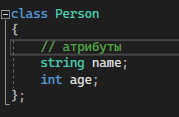 class Person
{
// атрибуты
string name;
int age;
};